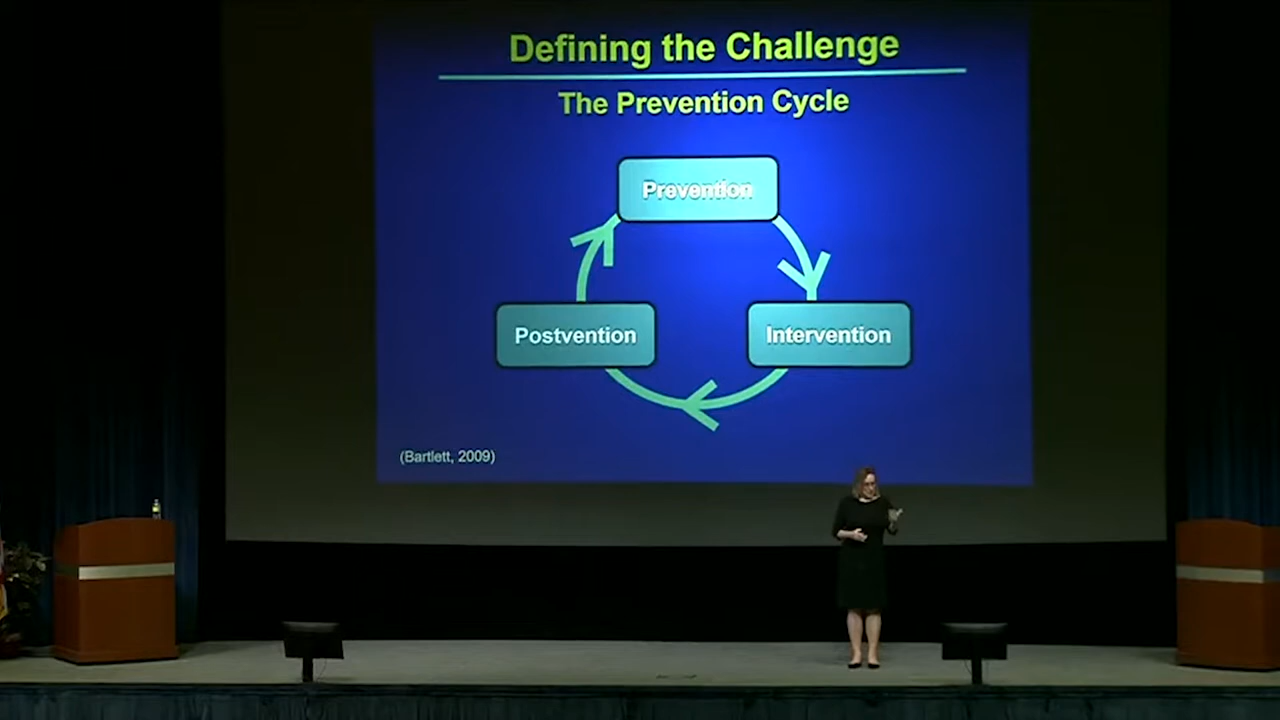 Defining the Challenge
The Prevention Cycle
Prevention
Postvention
Intervention
(Bartlett, 2009)